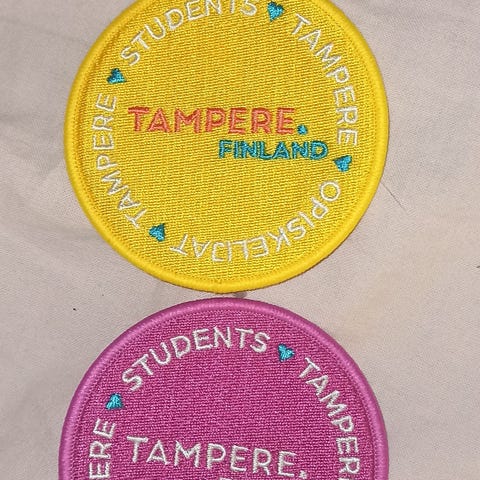 STUDENTS TAMPERE OPISKELIJAT TAMPERE
TAMPERE.
FINLAND
STUDENTS TAMPERE
TAMPERE.